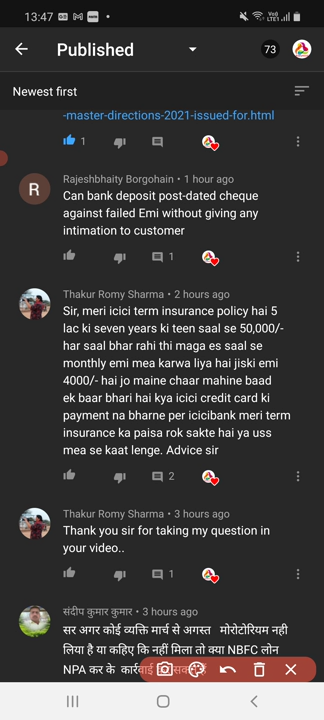 13:47
Vo))
LTE1
Published
73
Newest first
-master-directions-2021-issued-for.html
1
R
Rajeshbhaity Borgohain • 1 hour ago
Can bank deposit post-dated cheque
against failed Emi without giving any
intimation to customer
1
Thakur Romy Sharma • 2 hours ago
Sir, meri icici term insurance policy hai 5
lac ki seven years ki teen saal se 50,000/-
har saal bhar rahi thi maga es saal se
monthly emi mea karwa liya hai jiski emi
4000/- hai jo maine chaar mahine baad
ek baar bhari hai kya icici credit card ki
payment na bharne per icicibank meri term
insurance ka paisa rok sakte hai ya uss
mea se kaat lenge. Advice sir
2
Thakur Romy Sharma • 3 hours ago
Thank you sir for taking my question in
your video..
1
संदीप कुमार कुमार • 3 hours ago
सर अगर कोई व्यक्ति मार्च से अगस्त मोरोटोरियम नही
लिया है या कहिए कि नहीं मिला तो क्या NBFC लोन
NPA कर के